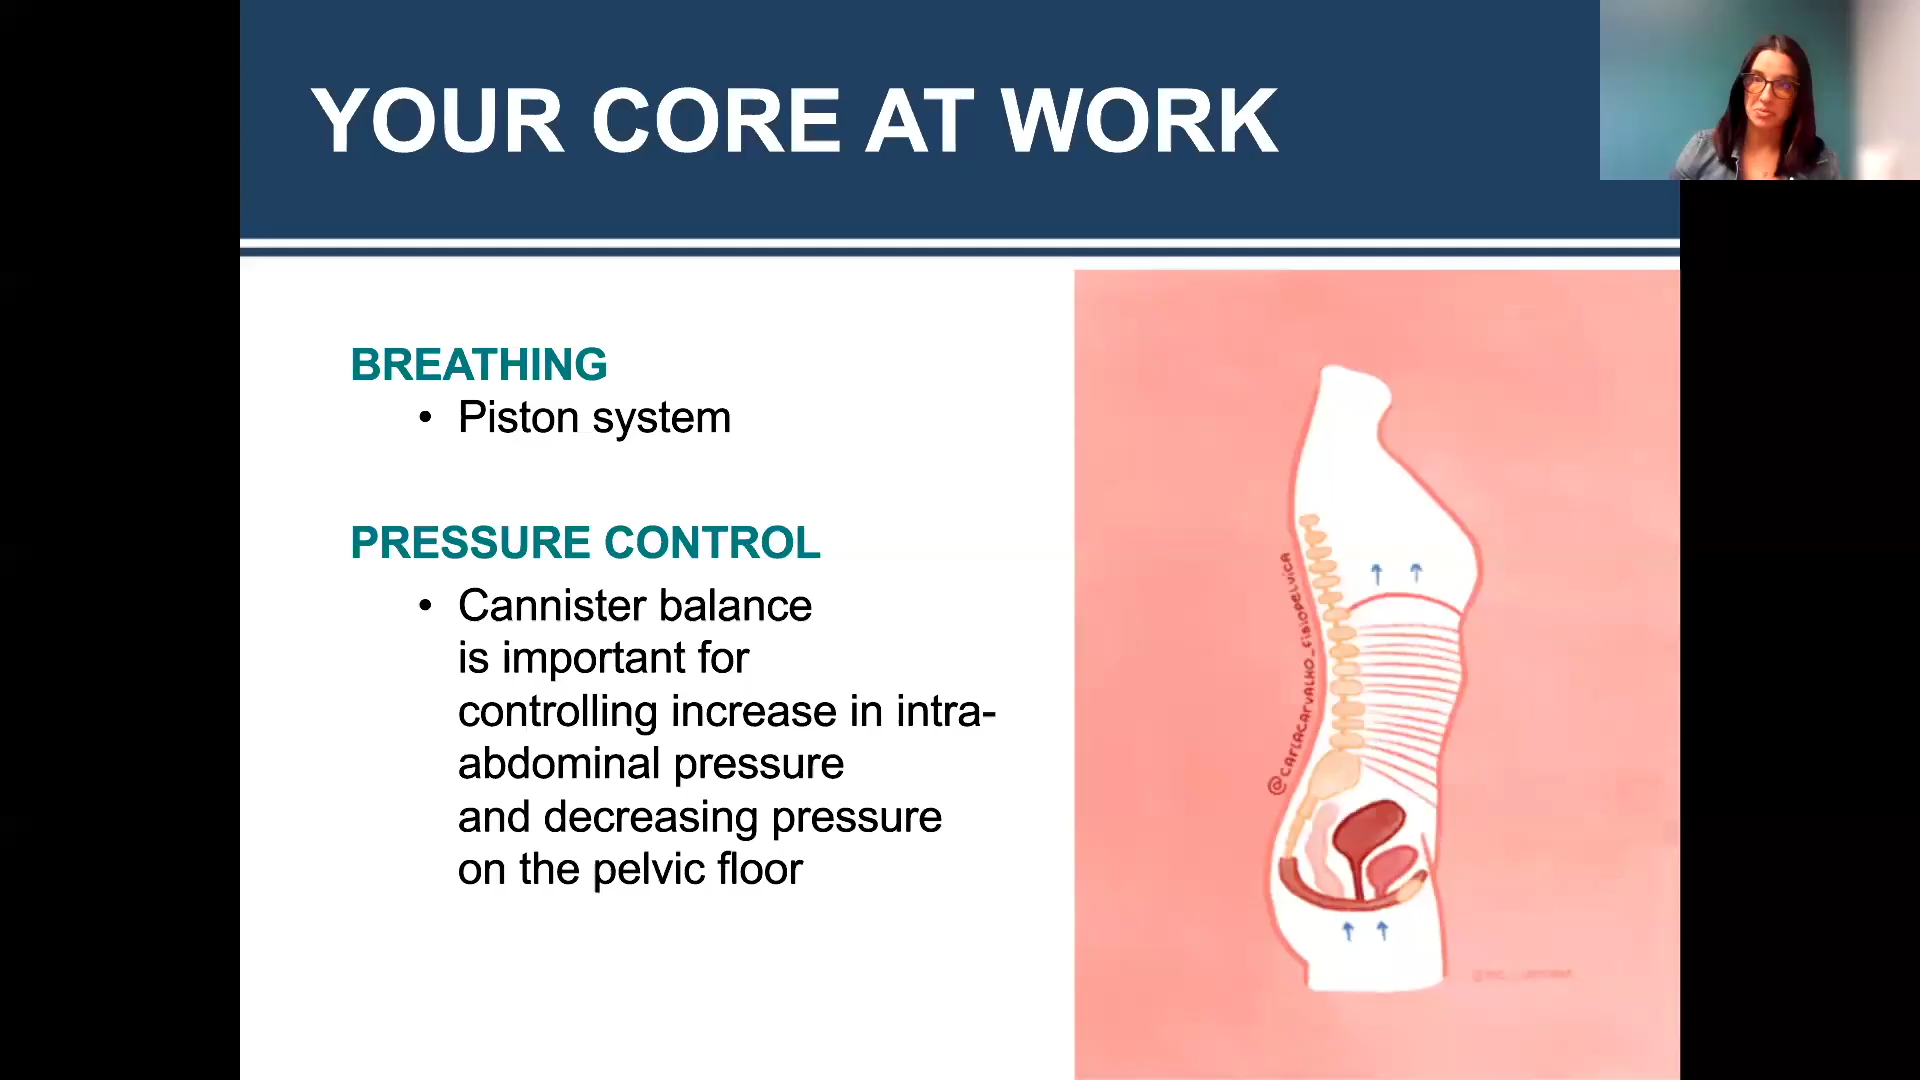 YOUR CORE AT WORK
BREATHING
• Piston system
PRESSURE CONTROL
• Cannister balance
is important for
controlling increase in intra-
abdominal pressure
and decreasing pressure
on the pelvic floor
@carlacarvalho_fisiopelvica